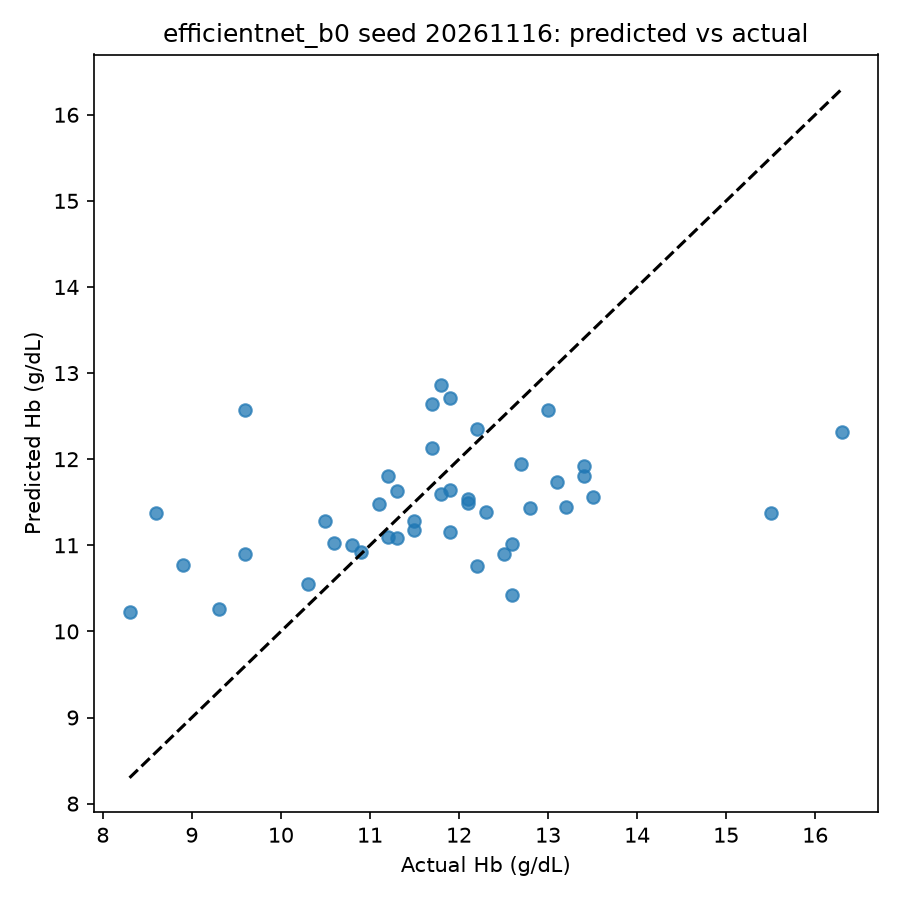 efficientnet_b0 seed 20261116: predicted vs actual
Predicted Hb (g/dL)
16
15
14
13
12
11
10
9
8
8 9 10 11 12 13 14 15 16
Actual Hb (g/dL)